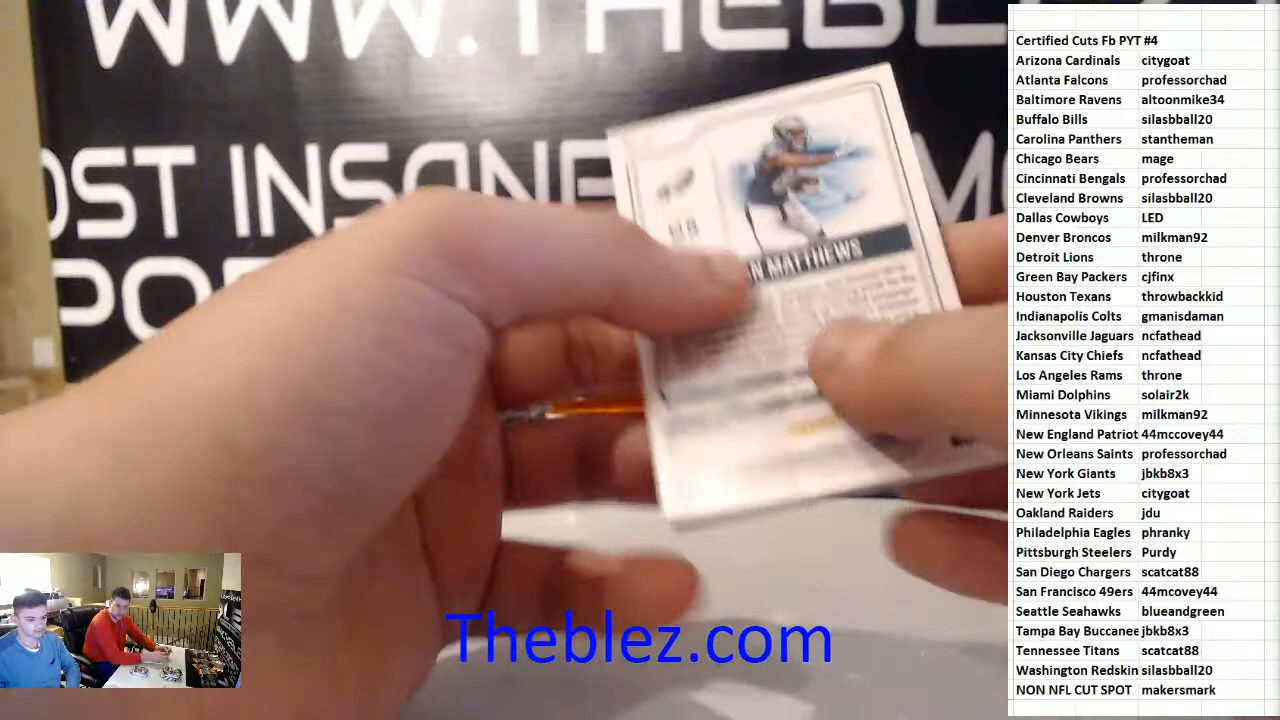 WWW.THEBLE
OST INSANE
POR
N MATTHEWS
Theblez.com
Certified Cuts Fb PYT #4
Arizona Cardinals citygoat
Atlanta Falcons professorchad
Baltimore Ravens altoonmike34
Buffalo Bills silasbball20
Carolina Panthers stantheman
Chicago Bears mage
Cincinnati Bengals professorchad
Cleveland Browns silasbball20
Dallas Cowboys LED
Denver Broncos milkman92
Detroit Lions throne
Green Bay Packers cjfinx
Houston Texans throwbackkid
Indianapolis Colts gmanisdaman
Jacksonville Jaguars ncfathead
Kansas City Chiefs ncfathead
Los Angeles Rams throne
Miami Dolphins solair2k
Minnesota Vikings milkman92
New England Patriot 44mccovey44
New Orleans Saints professorchad
New York Giants jbkb8x3
New York Jets citygoat
Oakland Raiders jdu
Philadelphia Eagles phranky
Pittsburgh Steelers Purdy
San Diego Chargers scatcat88
San Francisco 49ers 44mcovey44
Seattle Seahawks blueandgreen
Tampa Bay Buccanee jbkb8x3
Tennessee Titans scatcat88
Washington Redskin silasbball20
NON NFL CUT SPOT makersmark